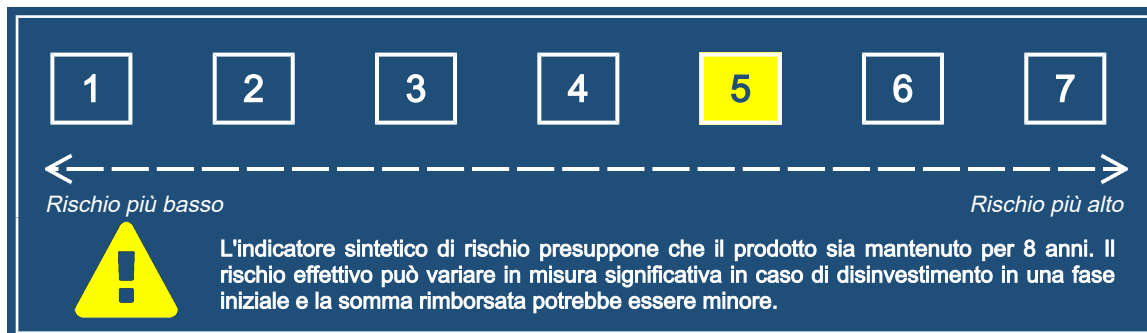 1 2 3 4 5 6 7
Rischio più basso Rischio più alto
L'indicatore sintetico di rischio presuppone che il prodotto sia mantenuto per 8 anni. Il
rischio effettivo può variare in misura significativa in caso di disinvestimento in una fase
iniziale e la somma rimborsata potrebbe essere minore.